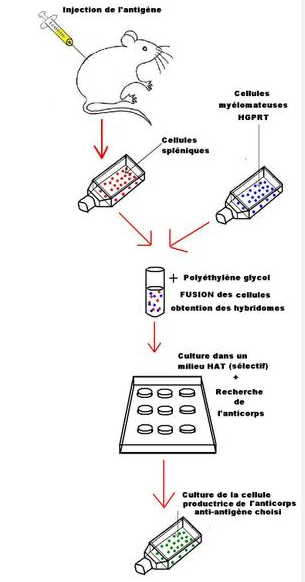 Injection de l'antigène
Cellules
myélomateuses
HGPRT
Cellules
spléniques
+ Polyéthylène glycol
FUSION des cellules
obtention des hybridomes
Culture dans un
milieu HAT (sélectif)
+
Recherche
de
l'anticorps
Culture de la cellule
productrice de l'anticorps
anti-antigène choisi